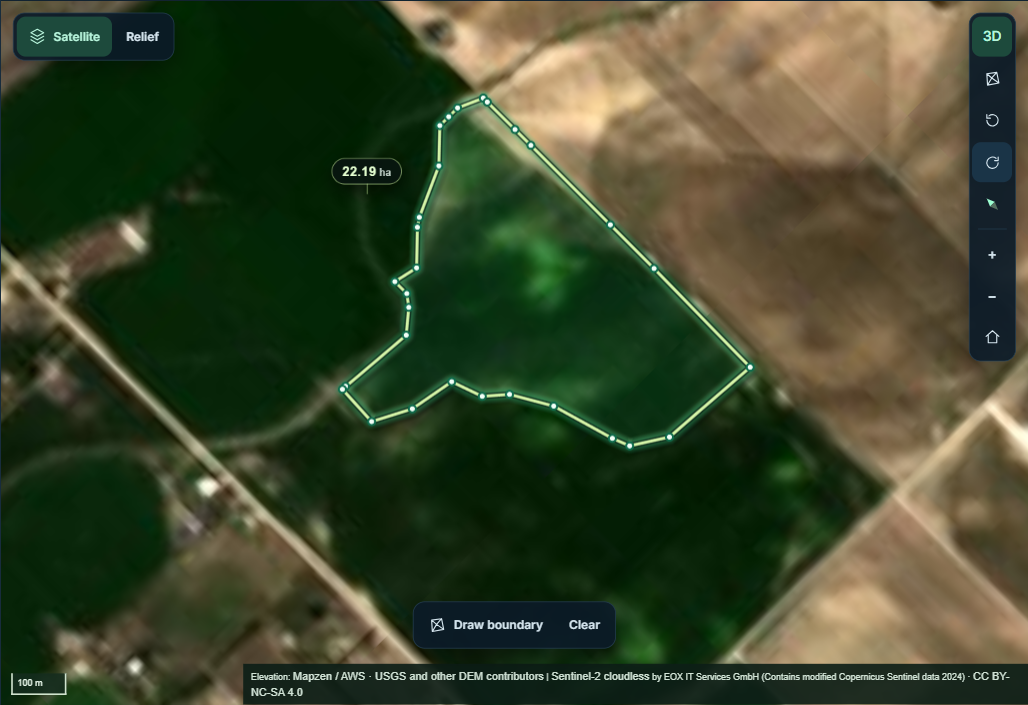 Satellite
Relief
3D
22.19 ha
+
−
Draw boundary
Clear
100 m
Elevation: Mapzen / AWS · USGS and other DEM contributors | Sentinel-2 cloudless by EOX IT Services GmbH (Contains modified Copernicus Sentinel data 2024) · CC BY-
NC-SA 4.0